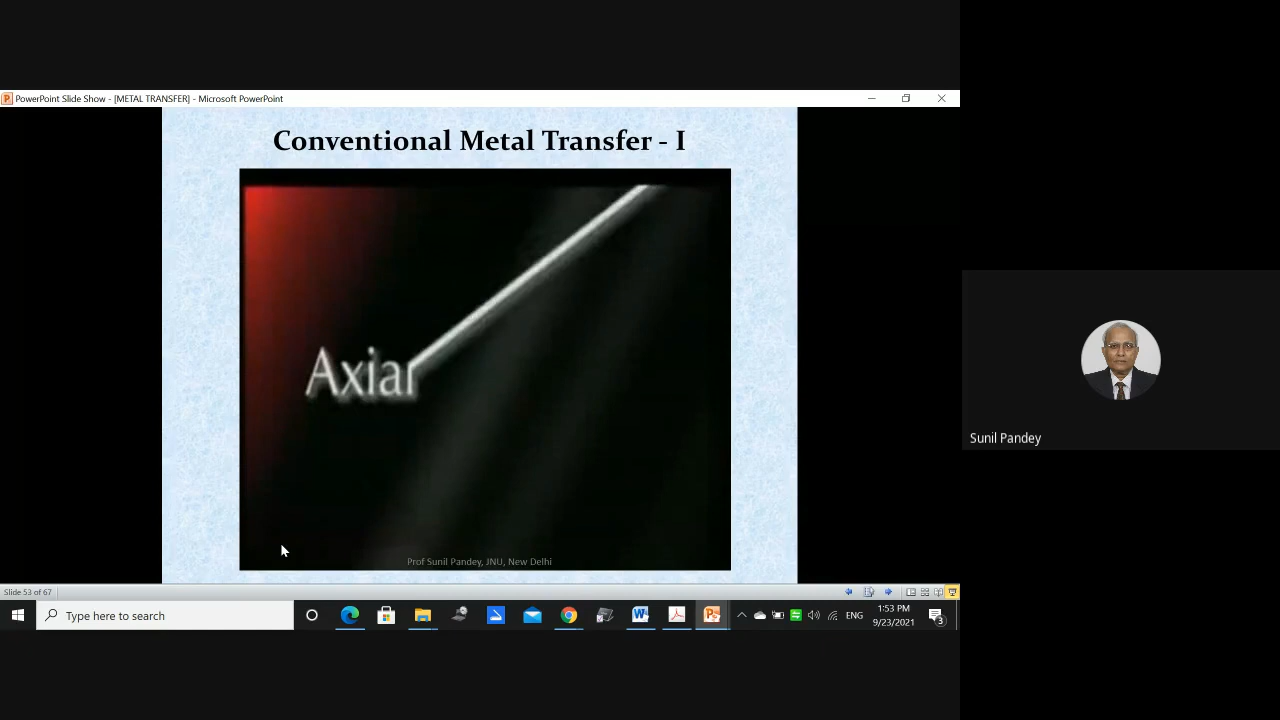 PowerPoint Slide Show - [METAL TRANSFER] - Microsoft PowerPoint
Conventional Metal Transfer - I
Axial
Prof Sunil Pandey, JNU, New Delhi
Sunil Pandey
Slide 53 of 67
Type here to search
ENG
1:53 PM
9/23/2021
3